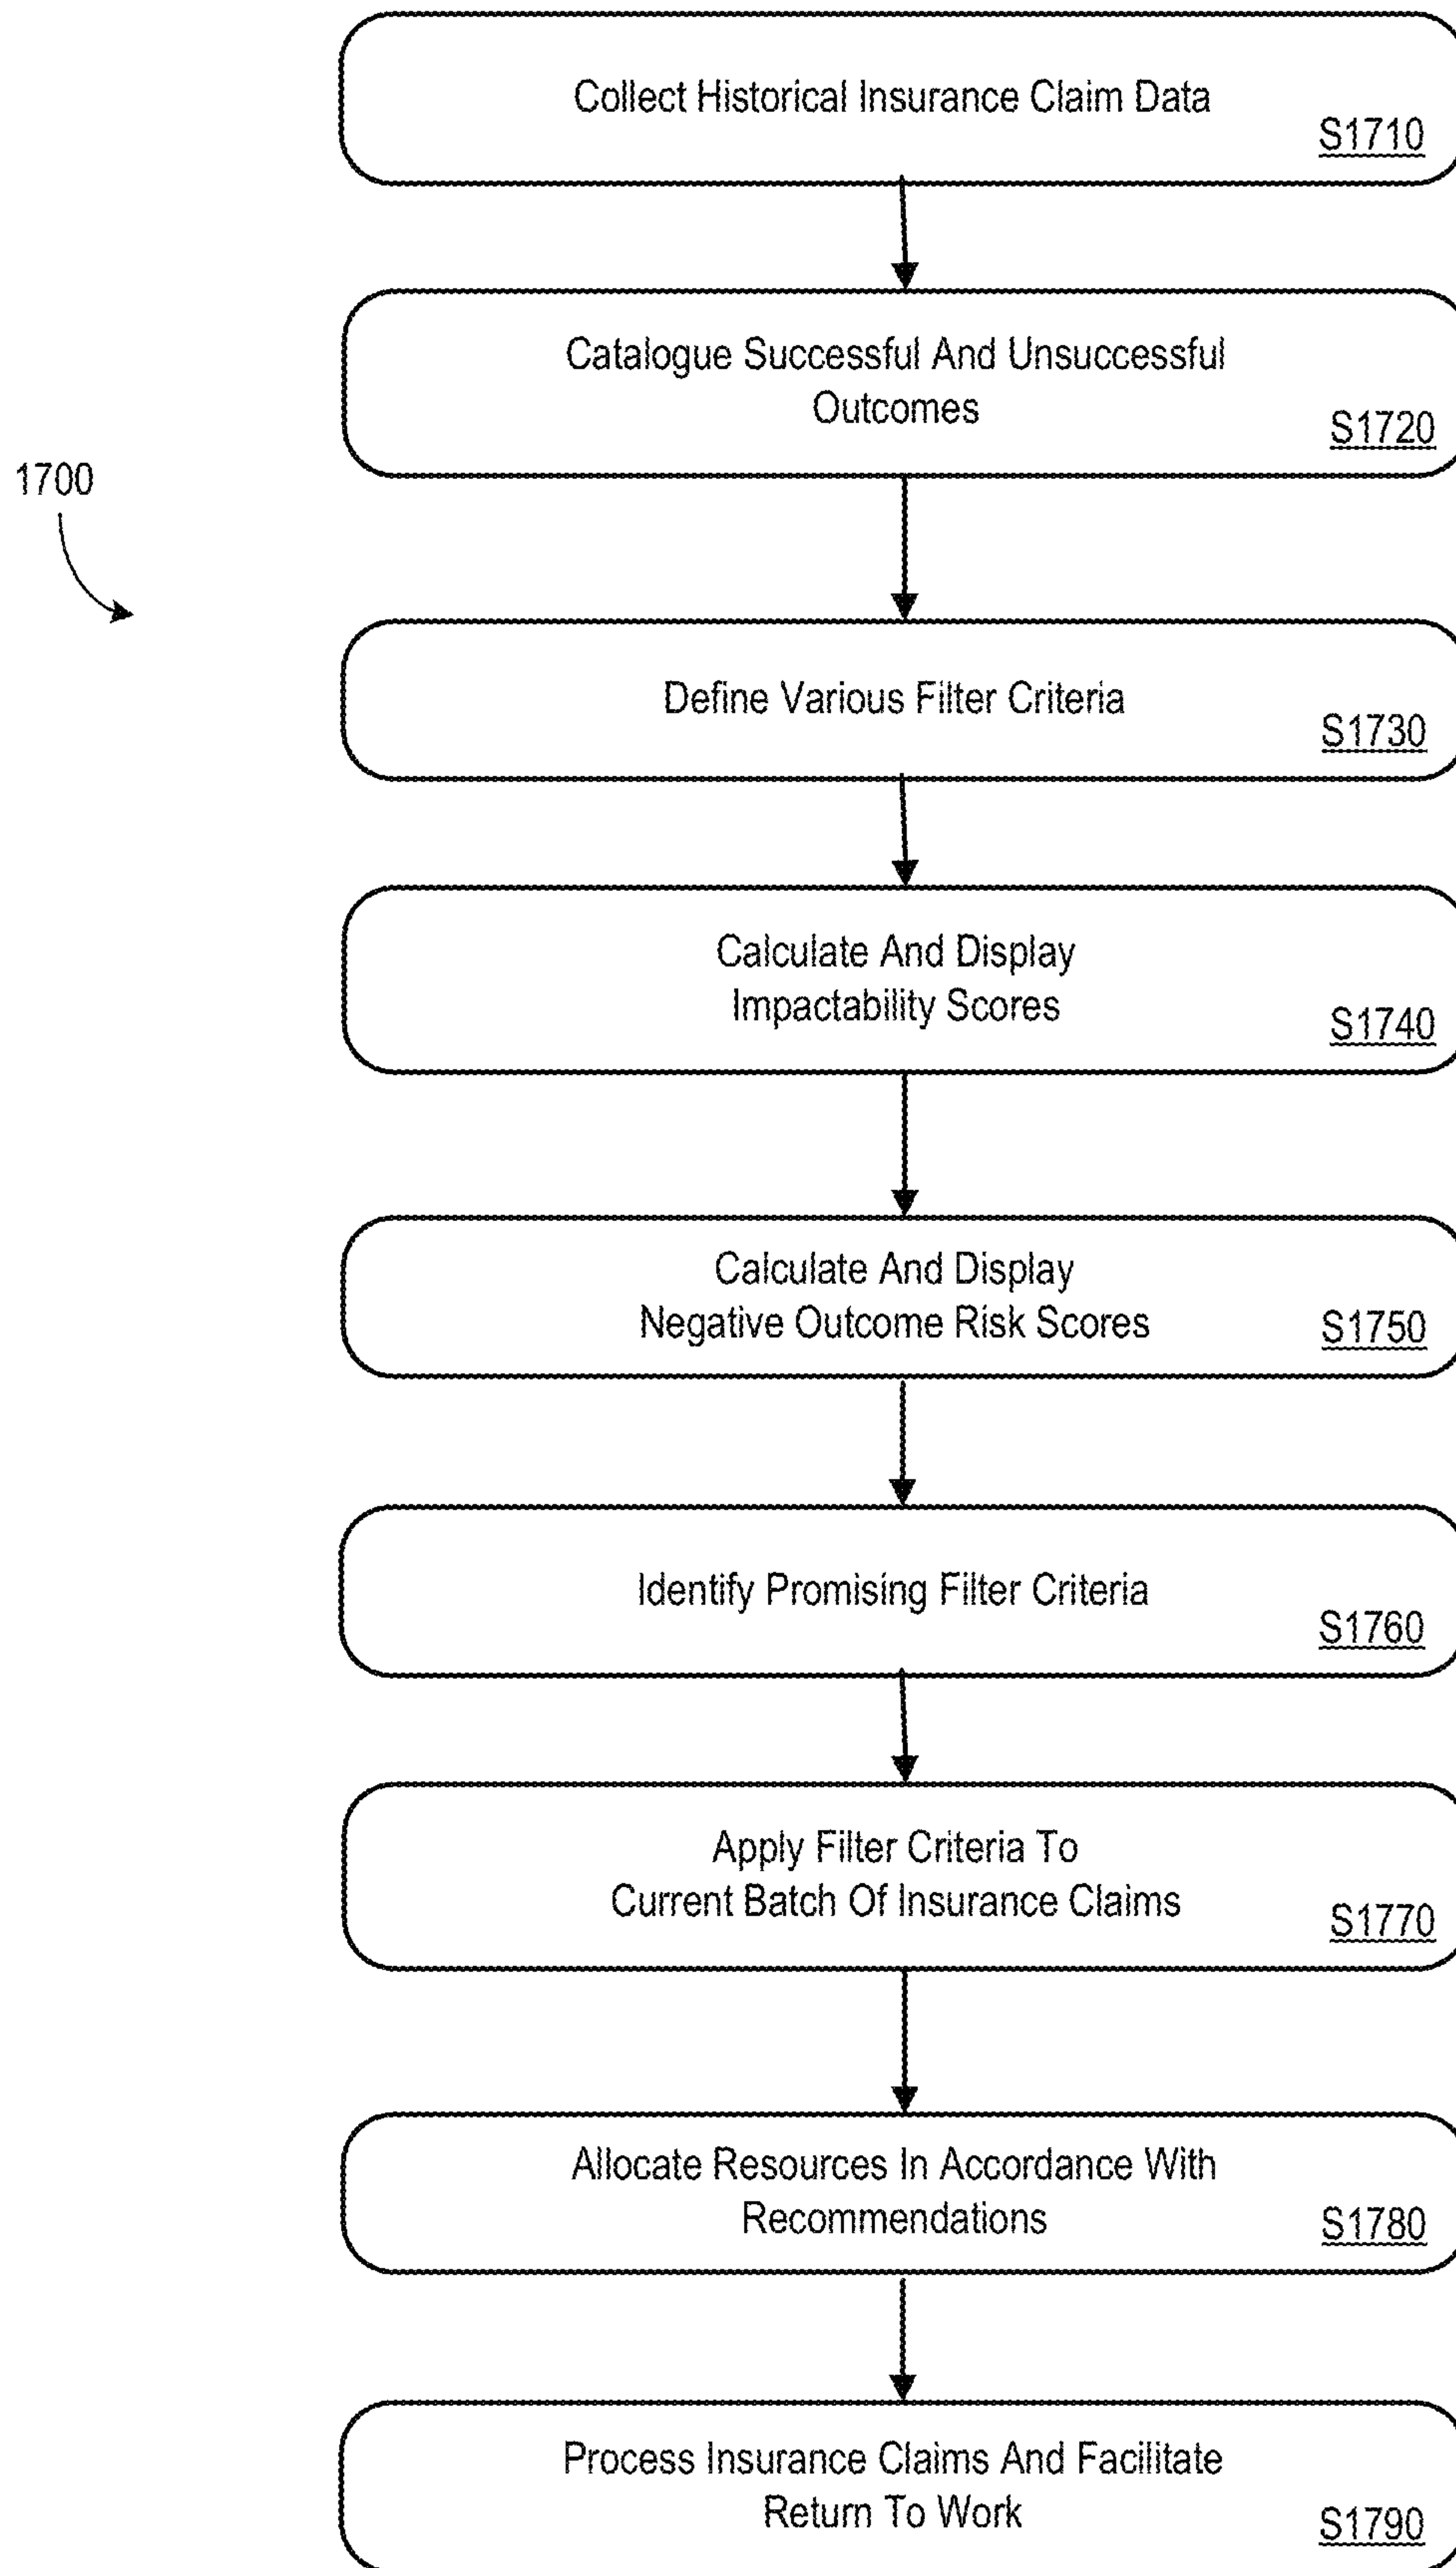 Collect Historical Insurance Claim Data
S1710
Catalogue Successful And Unsuccessful
Outcomes
S1720
1700
Define Various Filter Criteria
S1730
Calculate And Display
Impactability Scores
S1740
Calculate And Display
Negative Outcome Risk Scores
S1750
Identify Promising Filter Criteria
S1760
Apply Filter Criteria To
Current Batch Of Insurance Claims
S1770
Allocate Resources In Accordance With
Recommendations
S1780
Process Insurance Claims And Facilitate
Return To Work
S1790